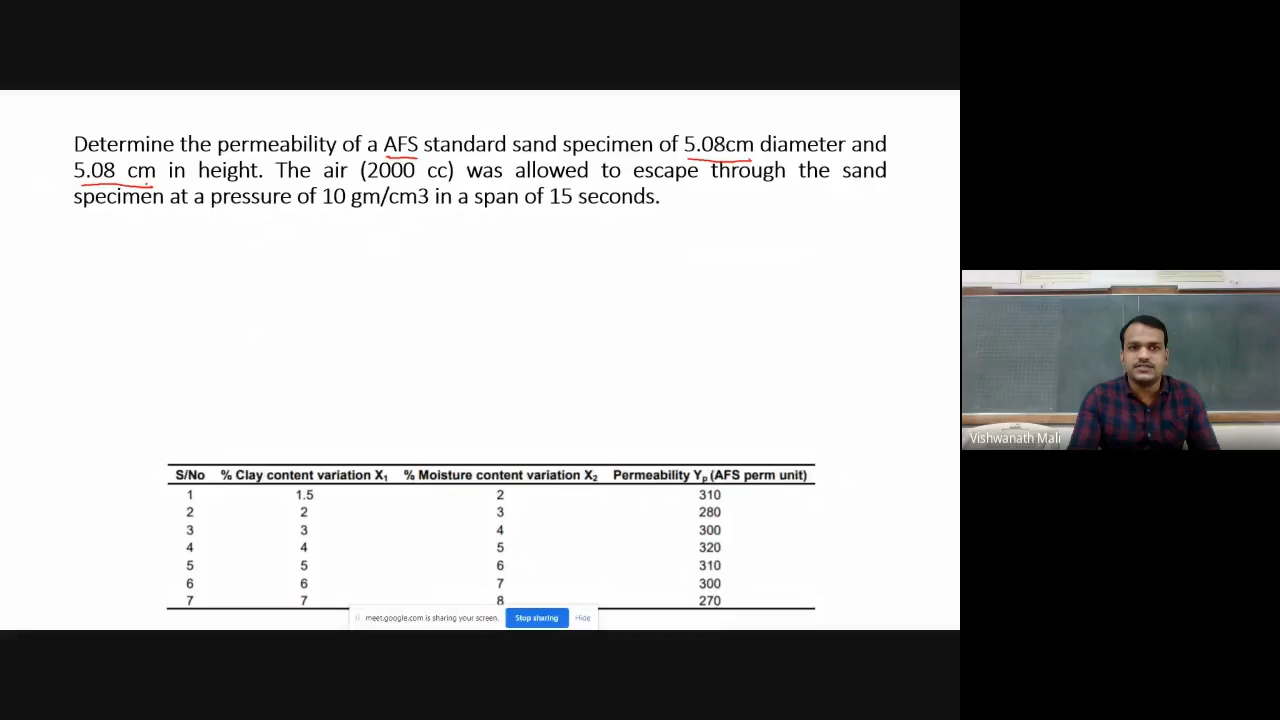 Determine the permeability of a AFS standard sand specimen of 5.08cm diameter and
5.08 cm in height. The air (2000 cc) was allowed to escape through the sand
specimen at a pressure of 10 gm/cm3 in a span of 15 seconds.
Vishwanath Mali
S/No % Clay content variation X1 % Moisture content variation X2 Permeability Yp (AFS perm unit)
1 1.5 2 310
2 2 3 280
3 3 4 300
4 4 5 320
5 5 6 310
6 6 7 300
7 7 8 270
meet.google.com is sharing your screen. Stop sharing Hide